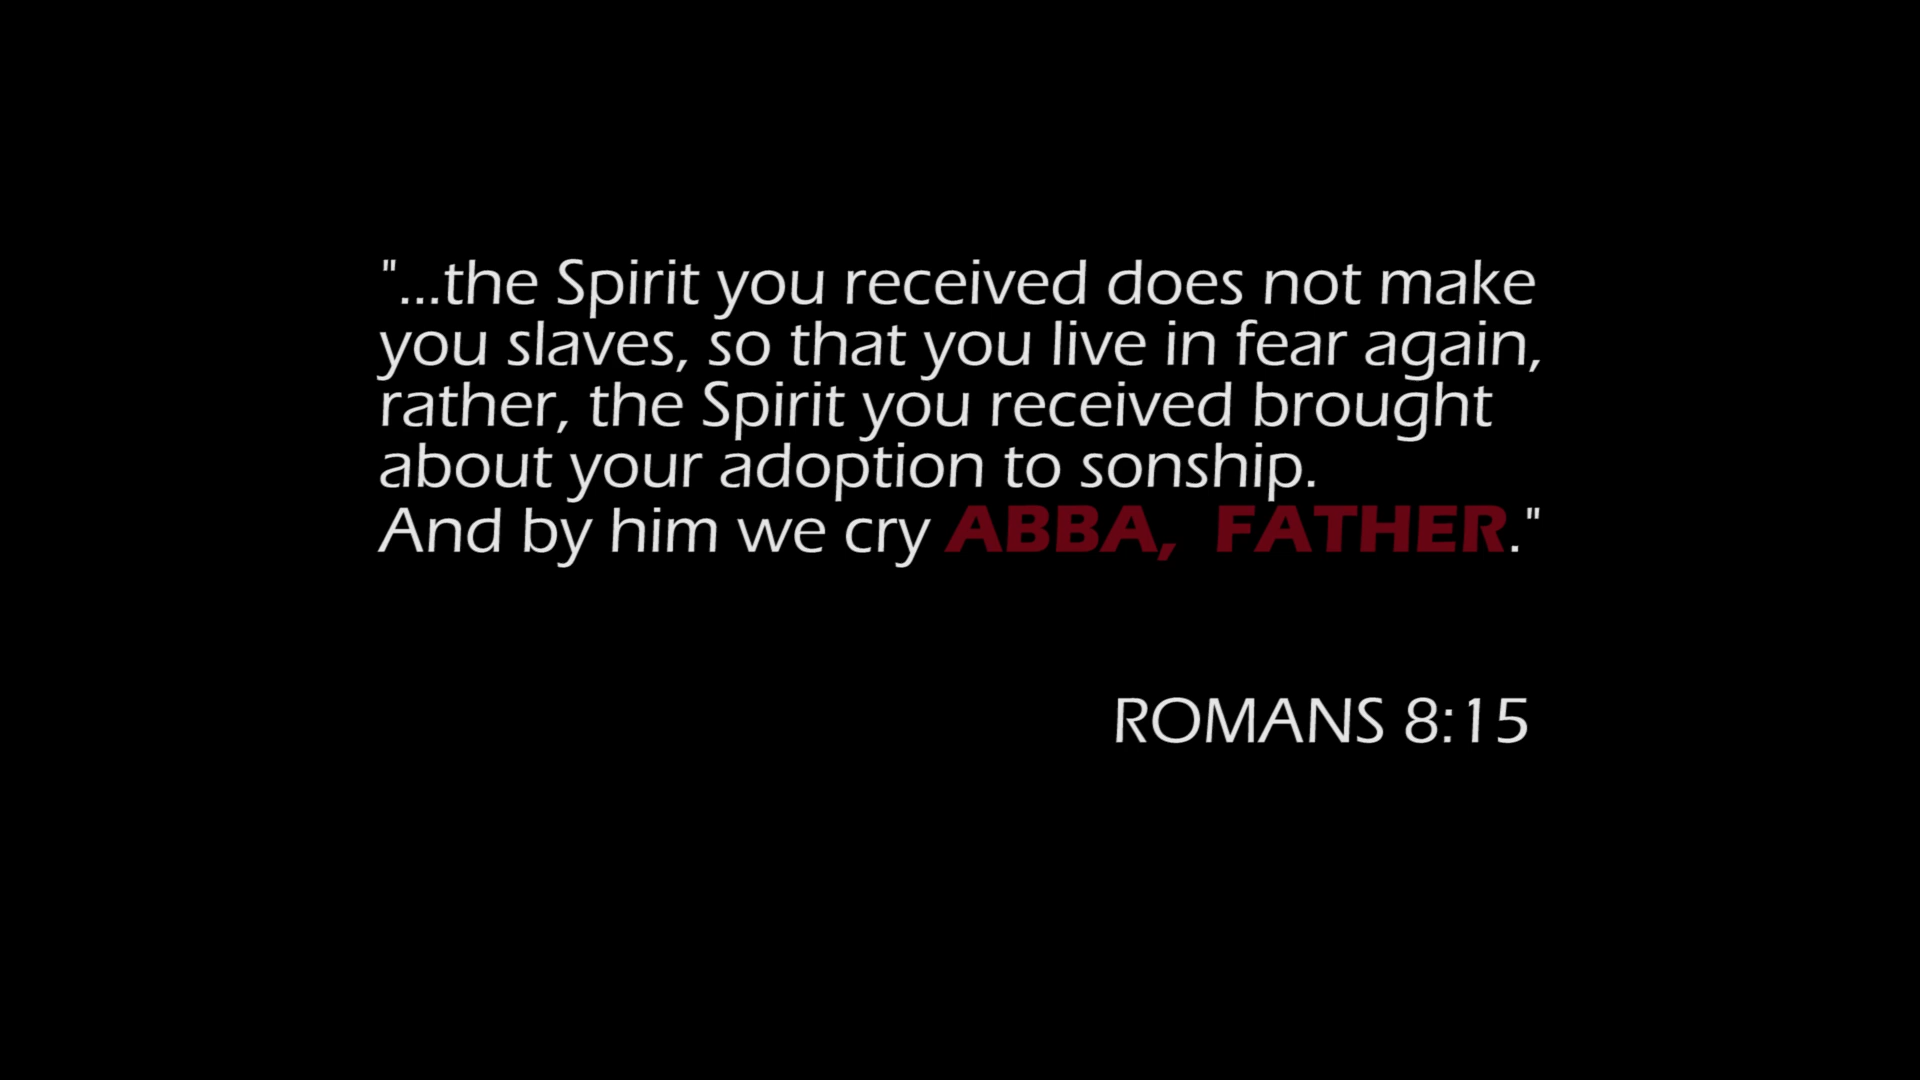 "...the Spirit you received does not make
you slaves, so that you live in fear again,
rather, the Spirit you received brought
about your adoption to sonship.
And by him we cry ABBA, FATHER."
ROMANS 8:15